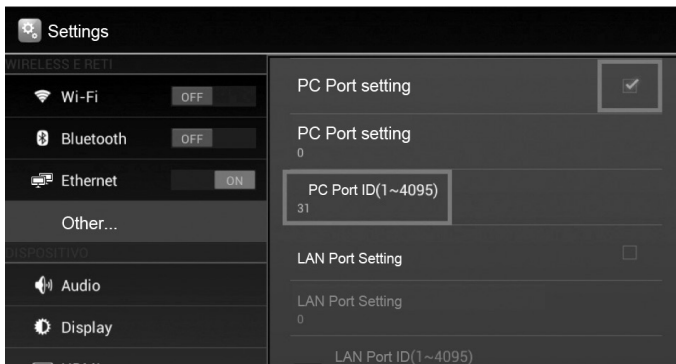 Settings
WIRELESS E RETI
Wi-Fi
OFF
Bluetooth
OFF
Ethernet
ON
Other...
DISPOSITIVO
Audio
Display
PC Port setting
PC Port setting
0
PC Port ID(1~4095)
31
LAN Port Setting
LAN Port Setting
0
LAN Port ID(1~4095)